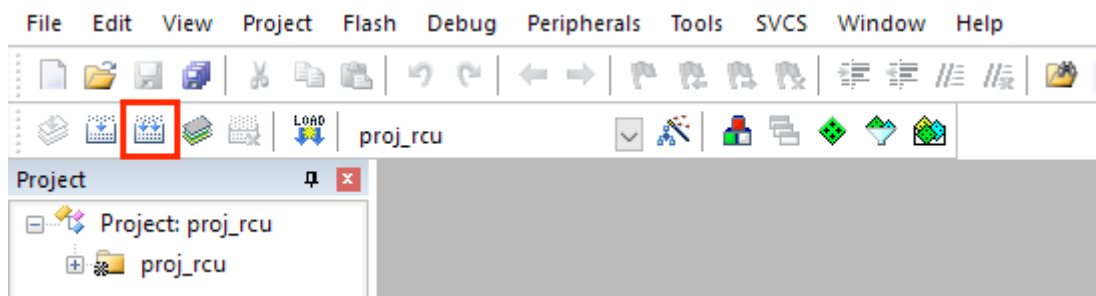 File Edit View Project Flash Debug Peripherals Tools SVCS Window Help
LOAD proj_rcu
Project
Project: proj_rcu
proj_rcu